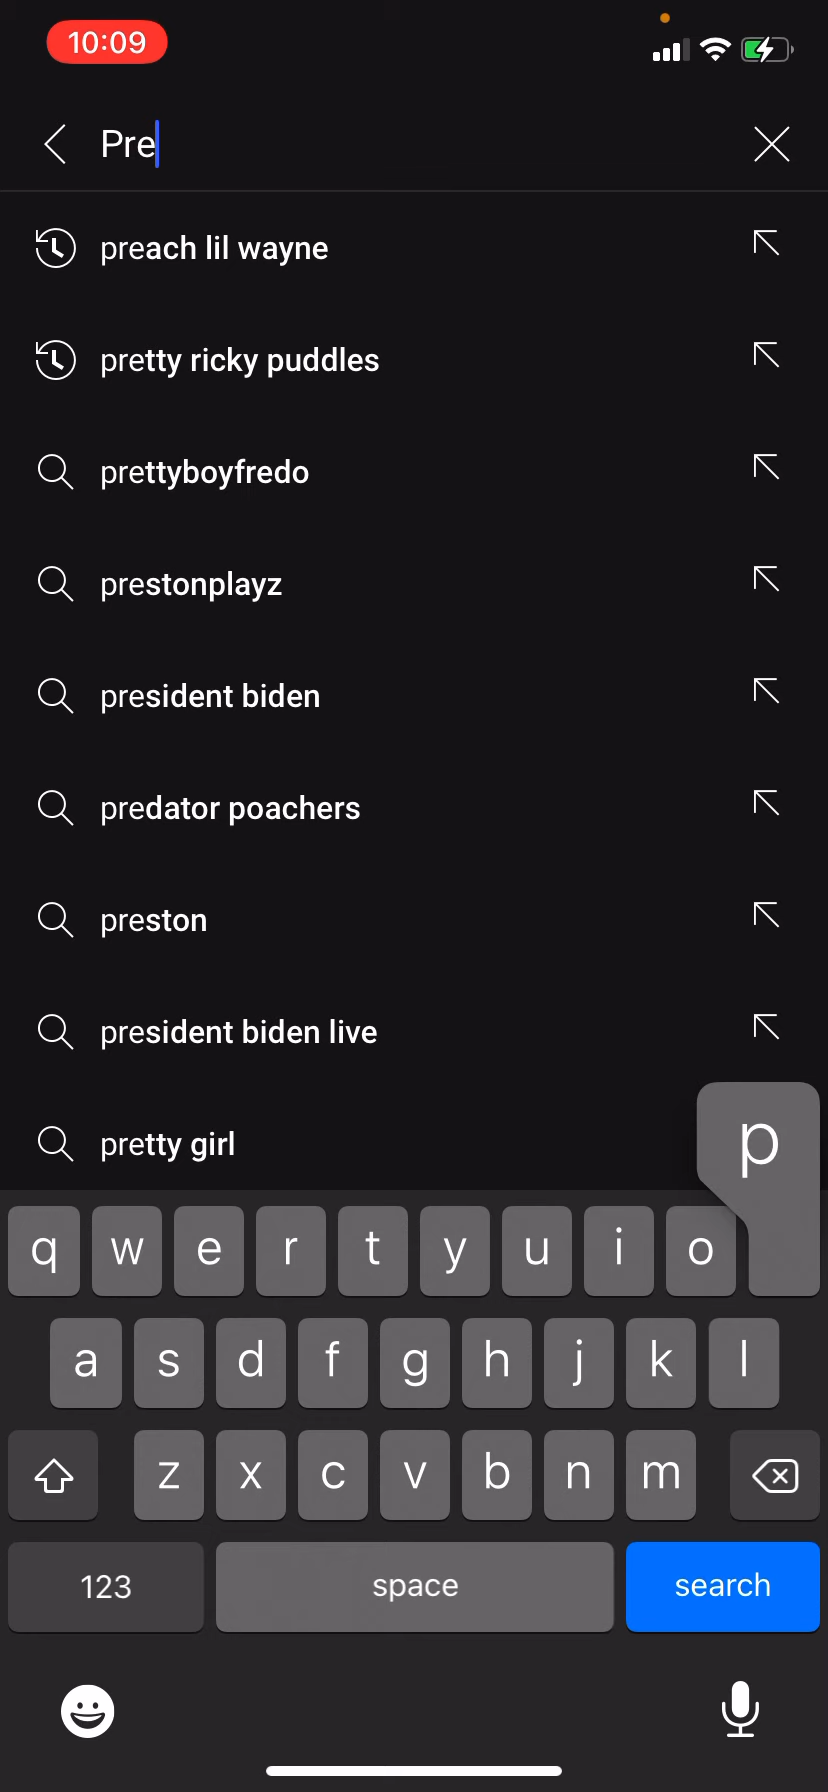 10:09
Pre
preach lil wayne
pretty ricky puddles
prettyboyfredo
prestonplayz
president biden
predator poachers
preston
president biden live
pretty girl
p
q w e r t y u i o
a s d f g h j k l
z x c v b n m
123 space search